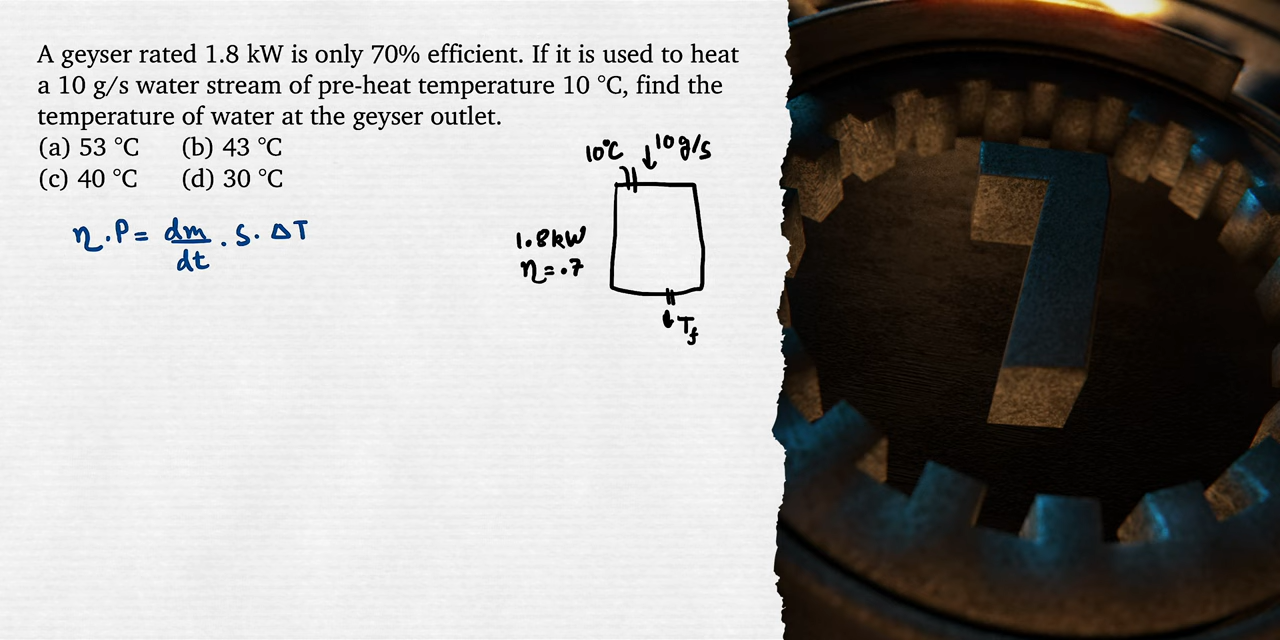 A geyser rated 1.8 kW is only 70% efficient. If it is used to heat
a 10 g/s water stream of pre-heat temperature 10 °C, find the
temperature of water at the geyser outlet.
(a) 53 °C (b) 43 °C
(c) 40 °C (d) 30 °C
10°C ↓ 10g/s
η.P = dm/dt . s. ΔT
1.8kW
η=.7
Tf
7